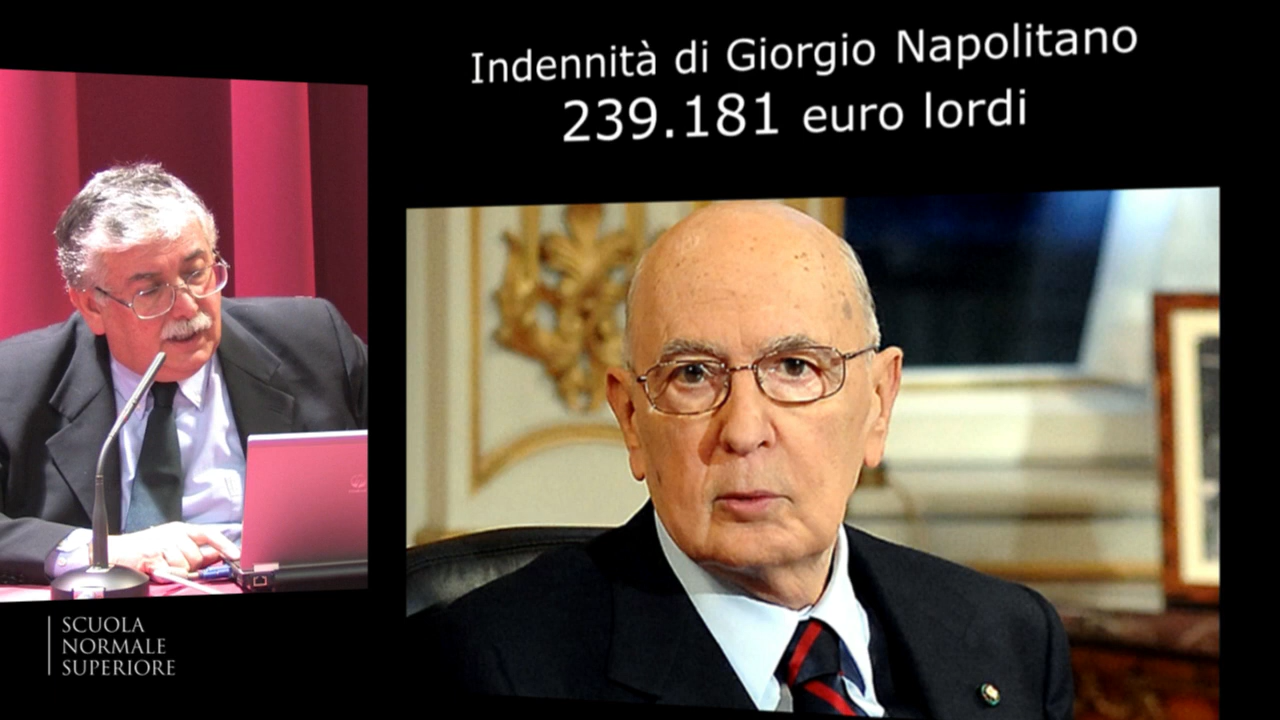 Indennità di Giorgio Napolitano
239.181 euro lordi
SCUOLA
NORMALE
SUPERIORE